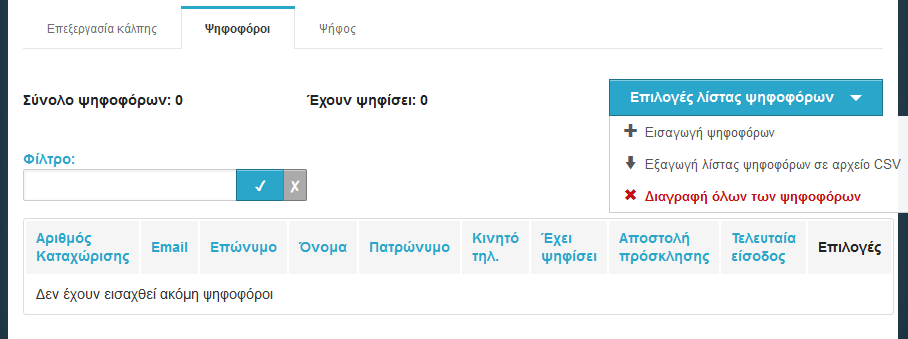 Επεξεργασία κάλπης
Ψηφοφόροι
Ψήφος
Σύνολο ψηφοφόρων: 0
Έχουν ψηφίσει: 0
Επιλογές λίστας ψηφοφόρων
Εισαγωγή ψηφοφόρων
Εξαγωγή λίστας ψηφοφόρων σε αρχείο CSV
Διαγραφή όλων των ψηφοφόρων
Φίλτρο:
Αριθμός
Καταχώρισης
Email
Επώνυμο
Όνομα
Πατρώνυμο
Κινητό
τηλ.
Έχει
ψηφίσει
Αποστολή
πρόσκλησης
Τελευταία
είσοδος
Επιλογές
Δεν έχουν εισαχθεί ακόμη ψηφοφόροι